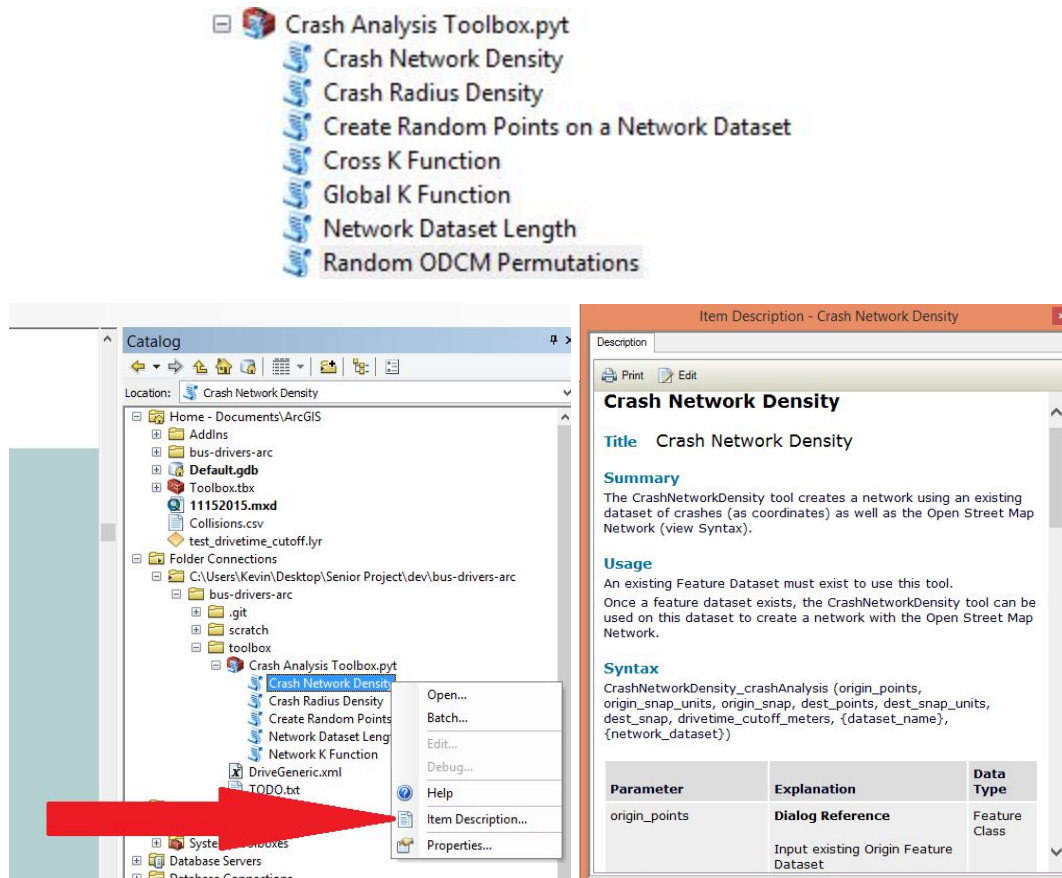 Crash Analysis Toolbox.pyt
Crash Network Density
Crash Radius Density
Create Random Points on a Network Dataset
Cross K Function
Global K Function
Network Dataset Length
Random ODCM Permutations
Catalog
Location: Crash Network Density
Home - Documents\ArcGIS
AddIns
bus-drivers-arc
Default.gdb
Toolbox.tbx
11152015.mxd
Collisions.csv
test_drivetime_cutoff.lyr
Folder Connections
C:\Users\Kevin\Desktop\Senior Project\dev\bus-drivers-arc
bus-drivers-arc
.git
scratch
toolbox
Crash Analysis Toolbox.pyt
Crash Network Density
Crash Radius Density
Create Random Points
Network Dataset Leng
Network K Function
DriveGeneric.xml
TODO.txt
Database Servers
Open...
Batch...
Edit...
Debug...
Help
Item Description...
Properties...
Item Description - Crash Network Density
Description
Print Edit
Crash Network Density
Title Crash Network Density
Summary
The CrashNetworkDensity tool creates a network using an existing
dataset of crashes (as coordinates) as well as the Open Street Map
Network (view Syntax).
Usage
An existing Feature Dataset must exist to use this tool.
Once a feature dataset exists, the CrashNetworkDensity tool can be
used on this dataset to create a network with the Open Street Map
Network.
Syntax
CrashNetworkDensity_crashAnalysis (origin_points,
origin_snap_units, origin_snap, dest_points, dest_snap_units,
dest_snap, drivetime_cutoff_meters, {dataset_name},
{network_dataset})
Parameter Explanation Data Type
origin_points Dialog Reference Feature Class
Input existing Origin Feature
Dataset